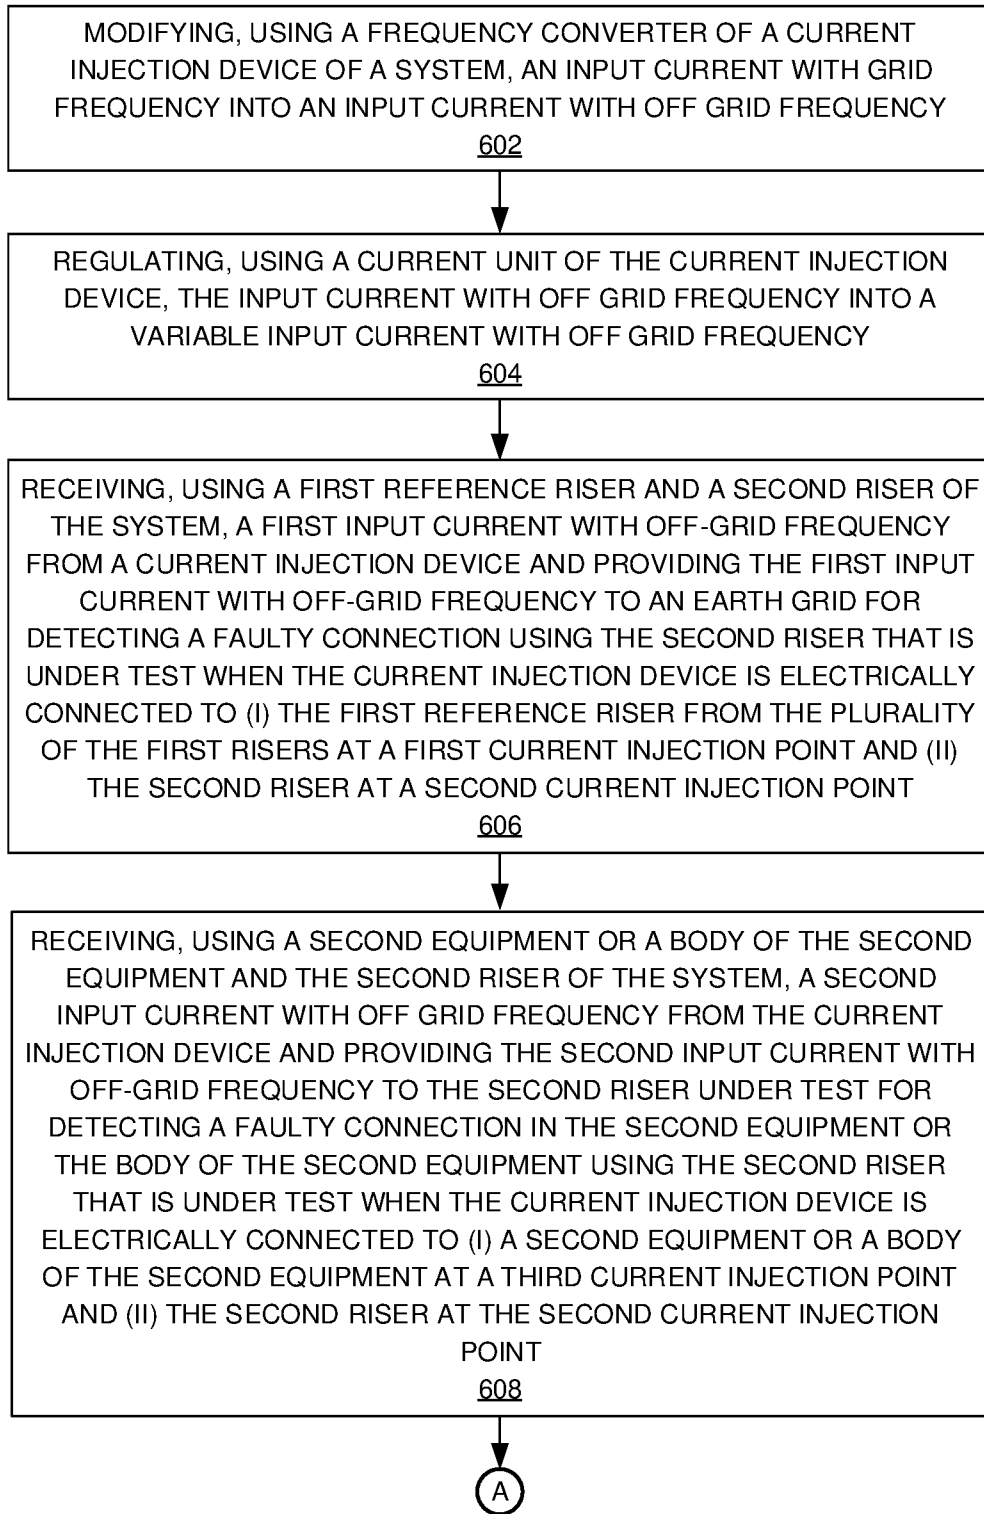 MODIFYING, USING A FREQUENCY CONVERTER OF A CURRENT
INJECTION DEVICE OF A SYSTEM, AN INPUT CURRENT WITH GRID
FREQUENCY INTO AN INPUT CURRENT WITH OFF GRID FREQUENCY
602
REGULATING, USING A CURRENT UNIT OF THE CURRENT INJECTION
DEVICE, THE INPUT CURRENT WITH OFF GRID FREQUENCY INTO A
VARIABLE INPUT CURRENT WITH OFF GRID FREQUENCY
604
RECEIVING, USING A FIRST REFERENCE RISER AND A SECOND RISER OF
THE SYSTEM, A FIRST INPUT CURRENT WITH OFF-GRID FREQUENCY
FROM A CURRENT INJECTION DEVICE AND PROVIDING THE FIRST INPUT
CURRENT WITH OFF-GRID FREQUENCY TO AN EARTH GRID FOR
DETECTING A FAULTY CONNECTION USING THE SECOND RISER THAT IS
UNDER TEST WHEN THE CURRENT INJECTION DEVICE IS ELECTRICALLY
CONNECTED TO (I) THE FIRST REFERENCE RISER FROM THE PLURALITY
OF THE FIRST RISERS AT A FIRST CURRENT INJECTION POINT AND (II)
THE SECOND RISER AT A SECOND CURRENT INJECTION POINT
606
RECEIVING, USING A SECOND EQUIPMENT OR A BODY OF THE SECOND
EQUIPMENT AND THE SECOND RISER OF THE SYSTEM, A SECOND
INPUT CURRENT WITH OFF GRID FREQUENCY FROM THE CURRENT
INJECTION DEVICE AND PROVIDING THE SECOND INPUT CURRENT WITH
OFF-GRID FREQUENCY TO THE SECOND RISER UNDER TEST FOR
DETECTING A FAULTY CONNECTION IN THE SECOND EQUIPMENT OR
THE BODY OF THE SECOND EQUIPMENT USING THE SECOND RISER
THAT IS UNDER TEST WHEN THE CURRENT INJECTION DEVICE IS
ELECTRICALLY CONNECTED TO (I) A SECOND EQUIPMENT OR A BODY
OF THE SECOND EQUIPMENT AT A THIRD CURRENT INJECTION POINT
AND (II) THE SECOND RISER AT THE SECOND CURRENT INJECTION
POINT
608
A